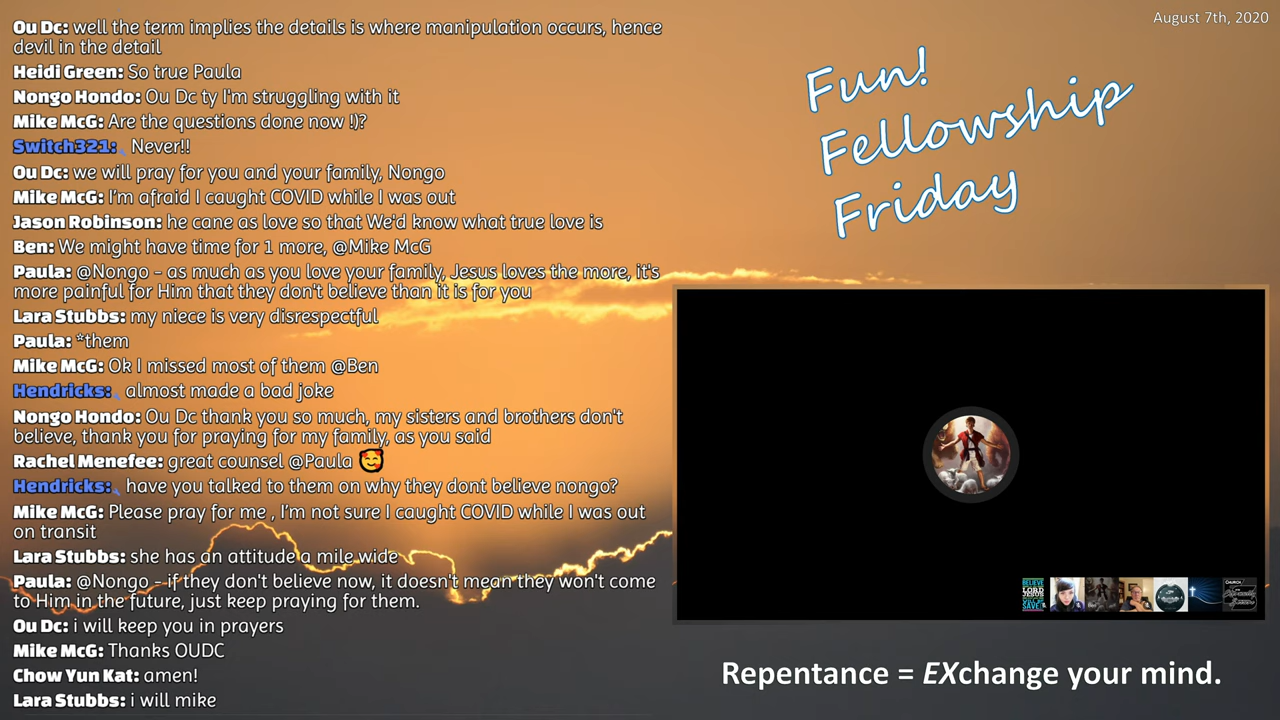 Ou Dc: well the term implies the details is where manipulation occurs, hence
devil in the detail
Heidi Green: So true Paula
Nongo Hondo: Ou Dc ty I'm struggling with it
Mike McG: Are the questions done now !)?
Switch321: Never!!
Ou Dc: we will pray for you and your family, Nongo
Mike McG: I'm afraid I caught COVID while I was out
Jason Robinson: he cane as love so that We'd know what true love is
Ben: We might have time for 1 more, @Mike McG
Paula: @Nongo - as much as you love your family, Jesus loves the more, it's
more painful for Him that they don't believe than it is for you
Lara Stubbs: my niece is very disrespectful
Paula: *them
Mike McG: Ok I missed most of them @Ben
Hendricks: almost made a bad joke
Nongo Hondo: Ou Dc thank you so much, my sisters and brothers don't
believe, thank you for praying for my family, as you said
Rachel Menefee: great counsel @Paula 🥰
Hendricks: have you talked to them on why they dont believe nongo?
Mike McG: Please pray for me , I'm not sure I caught COVID while I was out
on transit
Lara Stubbs: she has an attitude a mile wide
Paula: @Nongo - if they don't believe now, it doesn't mean they won't come
to Him in the future, just keep praying for them.
Ou Dc: i will keep you in prayers
Mike McG: Thanks OUDC
Chow Yun Kat: amen!
Lara Stubbs: i will mike
August 7th, 2020
Fun!
Fellowship
Friday
BELIEVE
LORD
JESUS
SAVE
CHURCH
Repentance = EXchange your mind.